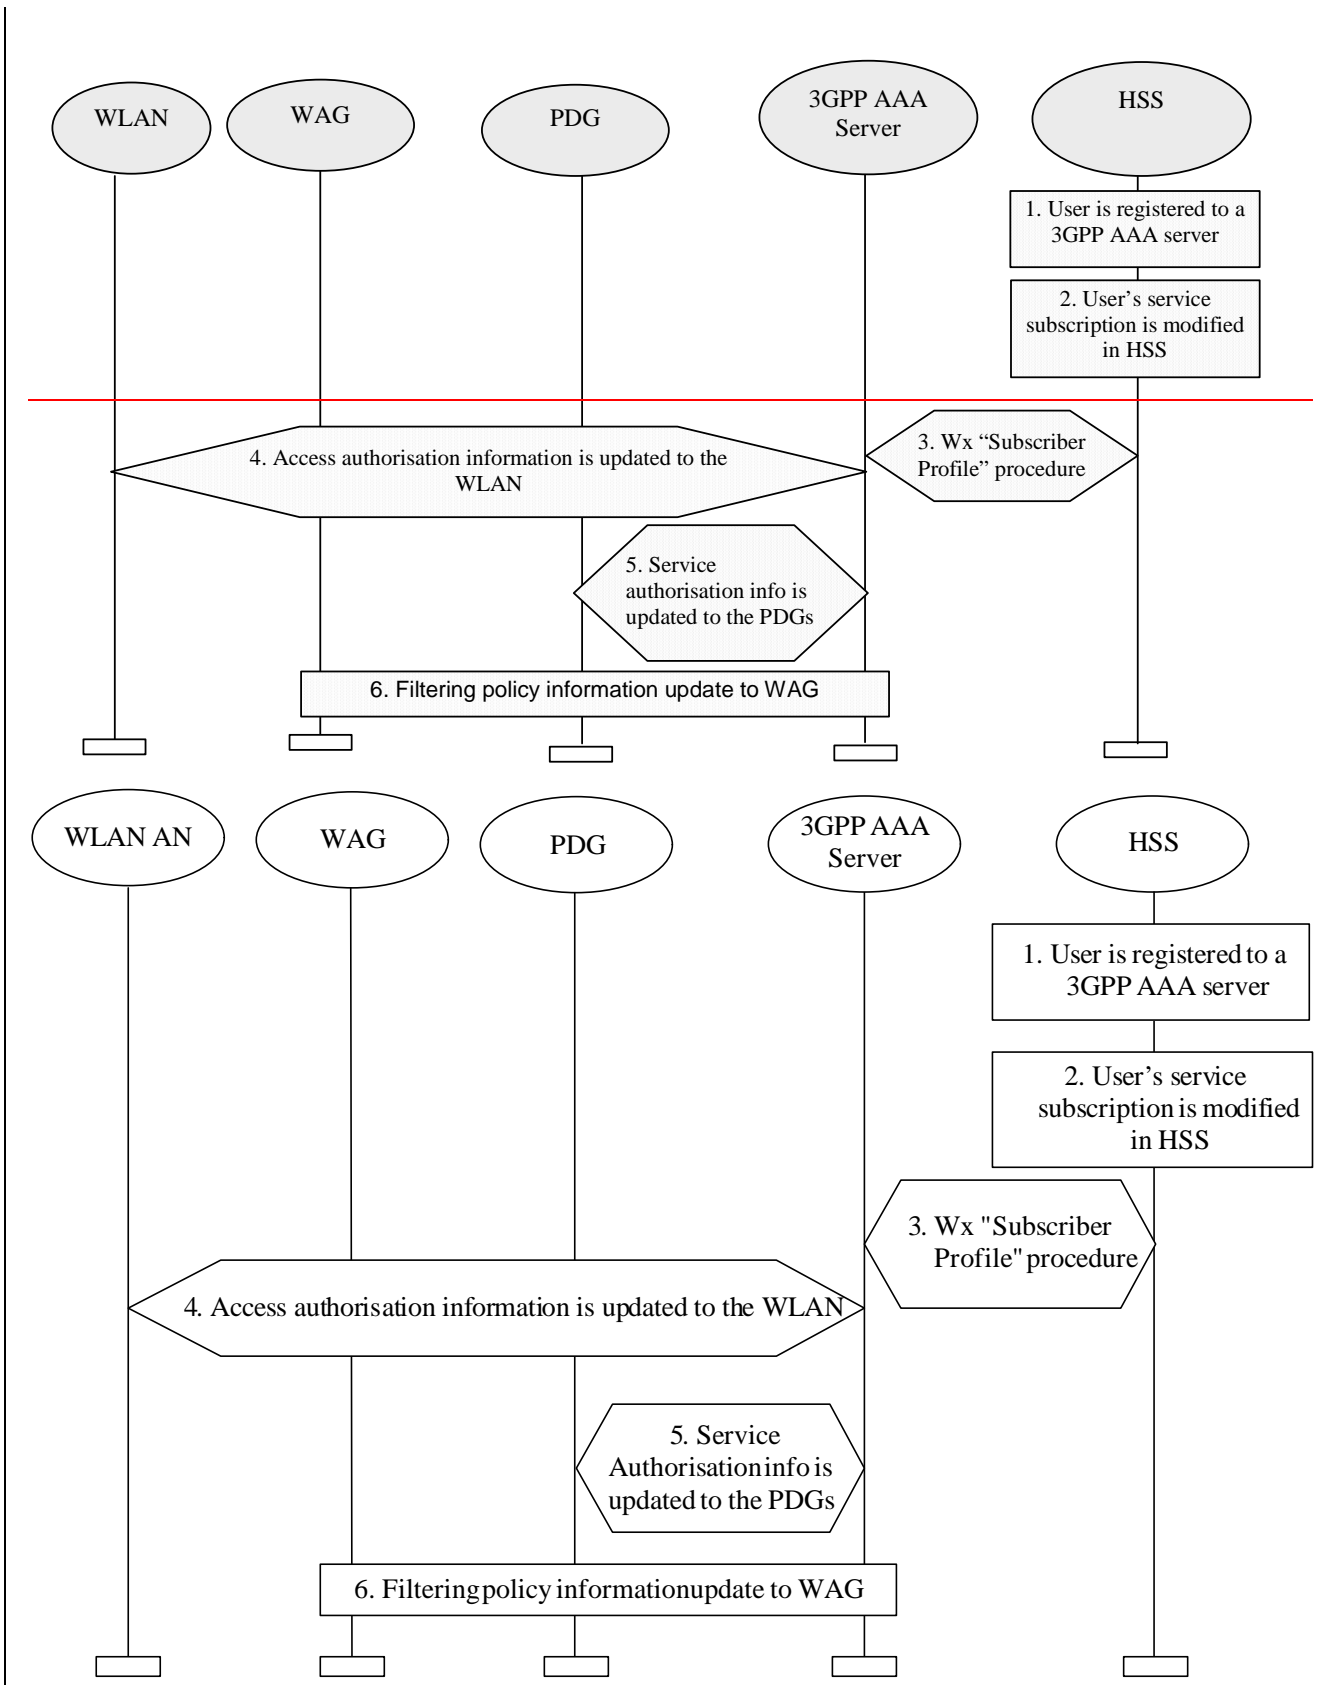 WLAN
WAG
PDG
3GPP AAA
Server
HSS
1. User is registered to a
3GPP AAA server
2. User’s service
subscription is modified
in HSS
3. Wx “Subscriber
Profile” procedure
4. Access authorisation information is updated to the
WLAN
5. Service
authorisation info is
updated to the PDGs
6. Filtering policy information update to WAG
WLAN AN
WAG
PDG
3GPP AAA
Server
HSS
1. User is registered to a
3GPP AAA server
2. User’s service
subscription is modified
in HSS
3. Wx "Subscriber
Profile" procedure
4. Access authorisation information is updated to the WLAN
5. Service
Authorisation info is
updated to the PDGs
6. Filtering policy information update to WAG